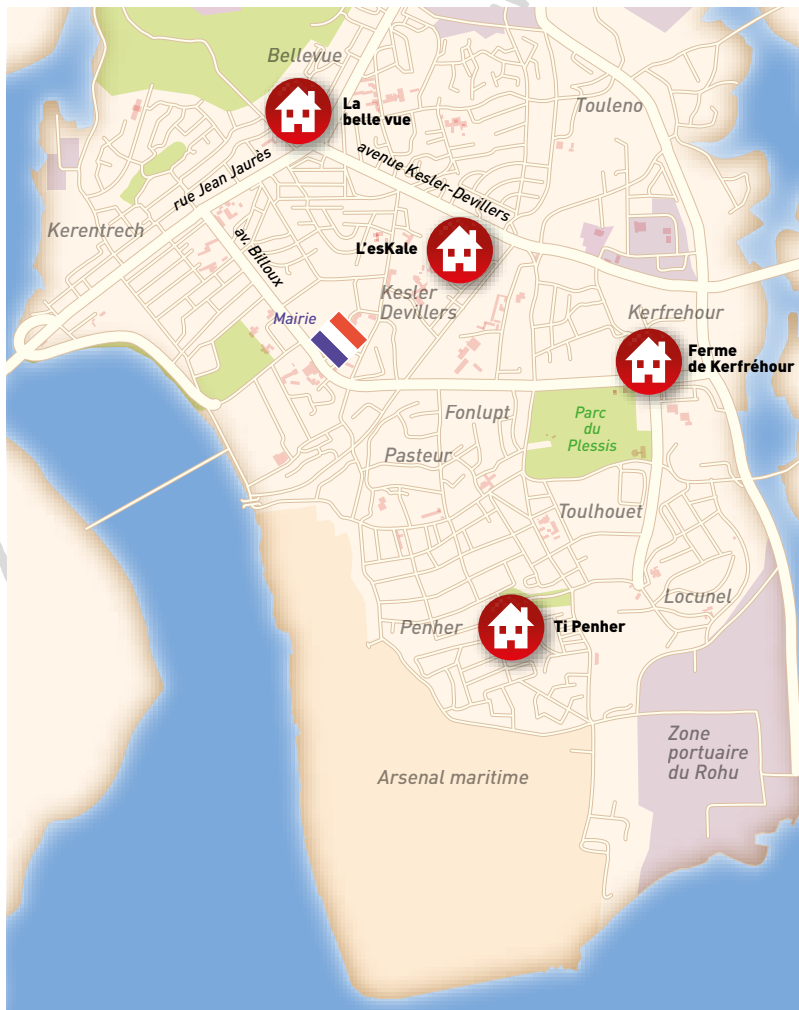 Bellevue
Touleno
La
belle vue
rue Jean Jaurès
avenue Kesler-Devillers
Kerentrech
av. Billoux
L'esKale
Kesler
Devillers
Mairie
Kerfrehour
Ferme
de Kerfréhour
Fonlupt
Parc
du
Plessis
Pasteur
Toulhouet
Locunel
Penher
Ti Penher
Zone
portuaire
du Rohu
Arsenal maritime